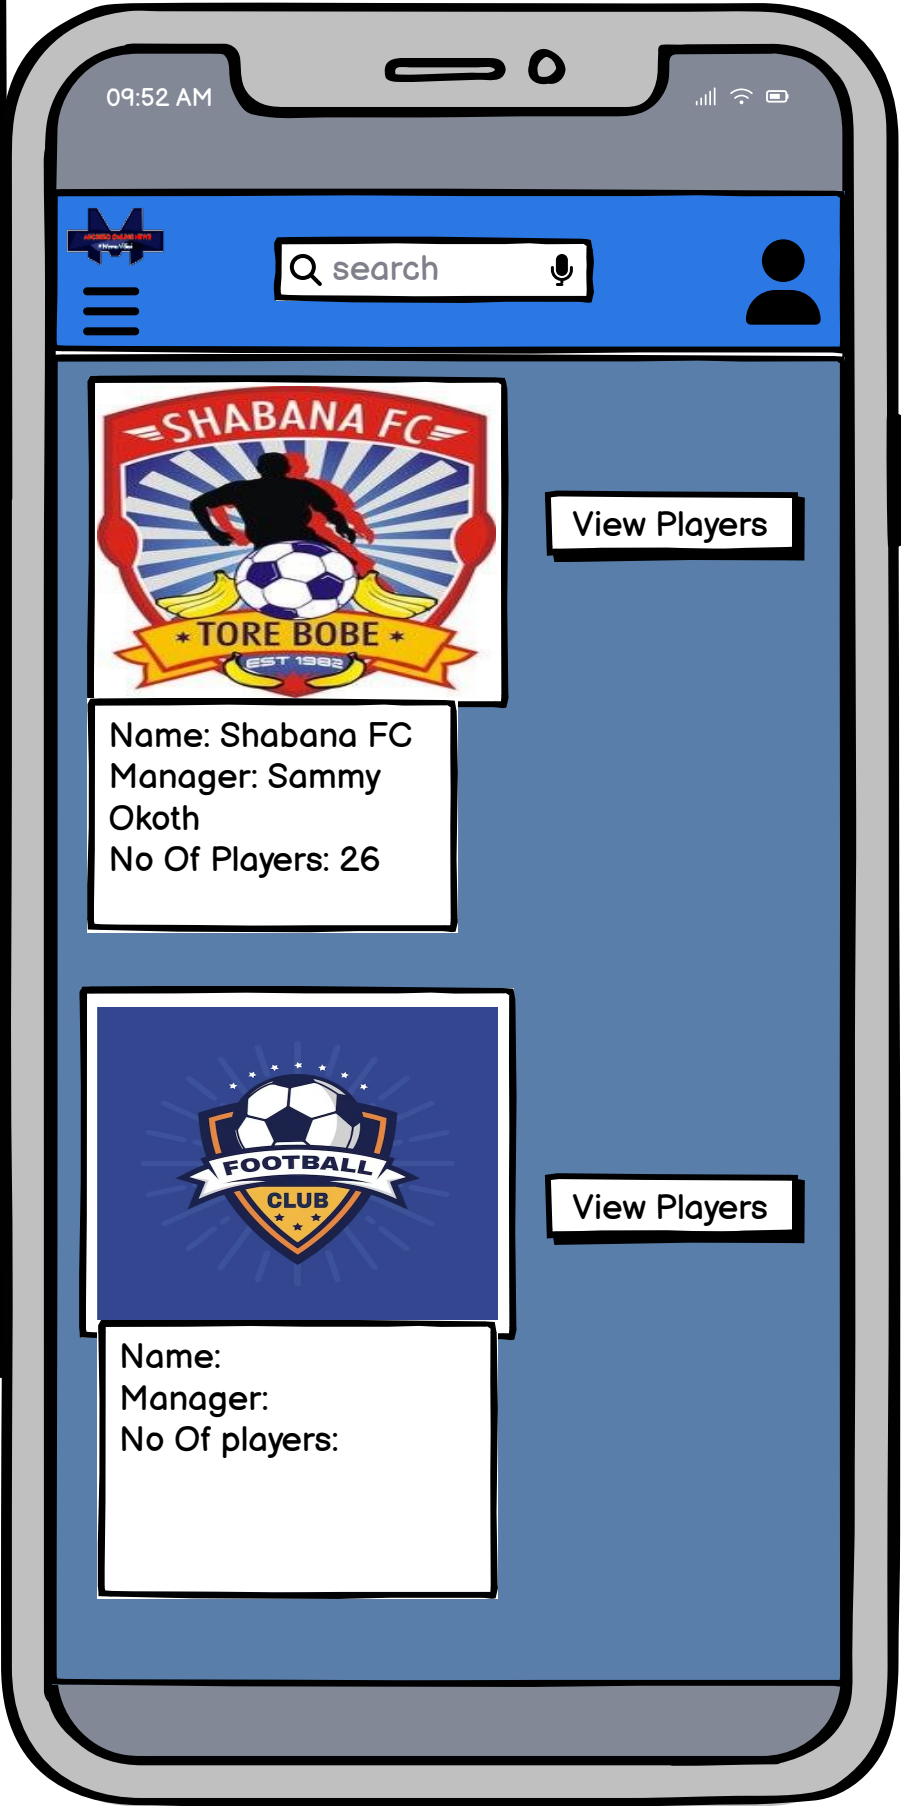 09:52 AM
search
SHABANA FC
View Players
TORE BOBE
EST 1982
Name: Shabana FC
Manager: Sammy
Okoth
No Of Players: 26
FOOTBALL
CLUB
View Players
Name:
Manager:
No Of players: